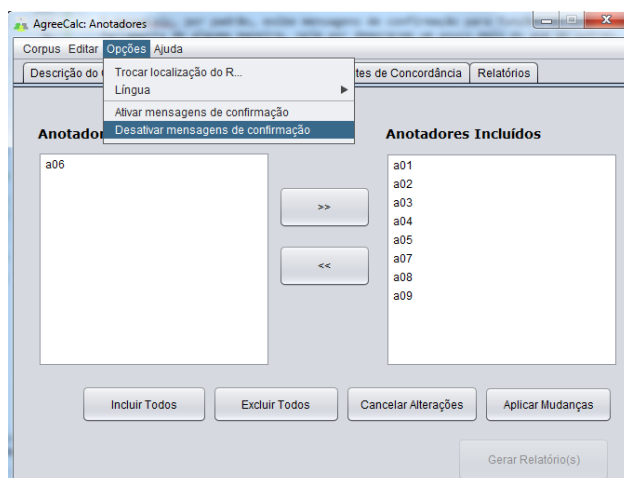 AgreeCalc: Anotadores
Corpus Editar Opções Ajuda
Descrição do
Trocar localização do R...
Língua
Ativar mensagens de confirmação
Desativar mensagens de confirmação
tes de Concordância Relatórios
Anotador
Anotadores Incluídos
a06
a01
a02
a03
a04
a05
a07
a08
a09
>>
<<
Incluir Todos Excluir Todos Cancelar Alterações Aplicar Mudanças
Gerar Relatório(s)